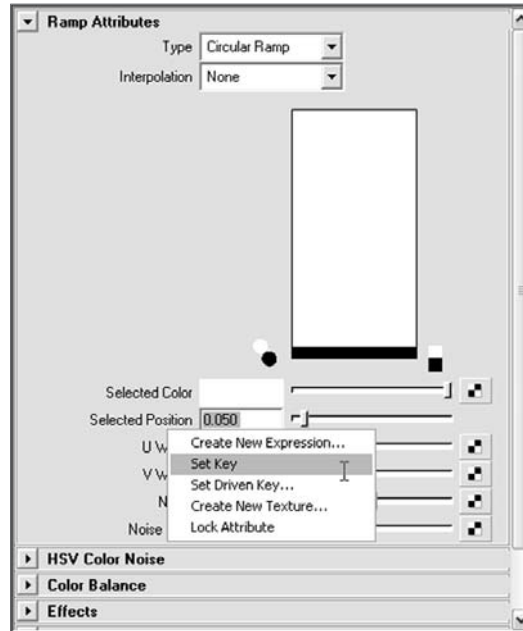 Ramp Attributes
Type Circular Ramp
Interpolation None
Selected Color
Selected Position 0.050
U W
V W
N
Noise
Create New Expression...
Set Key
Set Driven Key...
Create New Texture...
Lock Attribute
HSV Color Noise
Color Balance
Effects